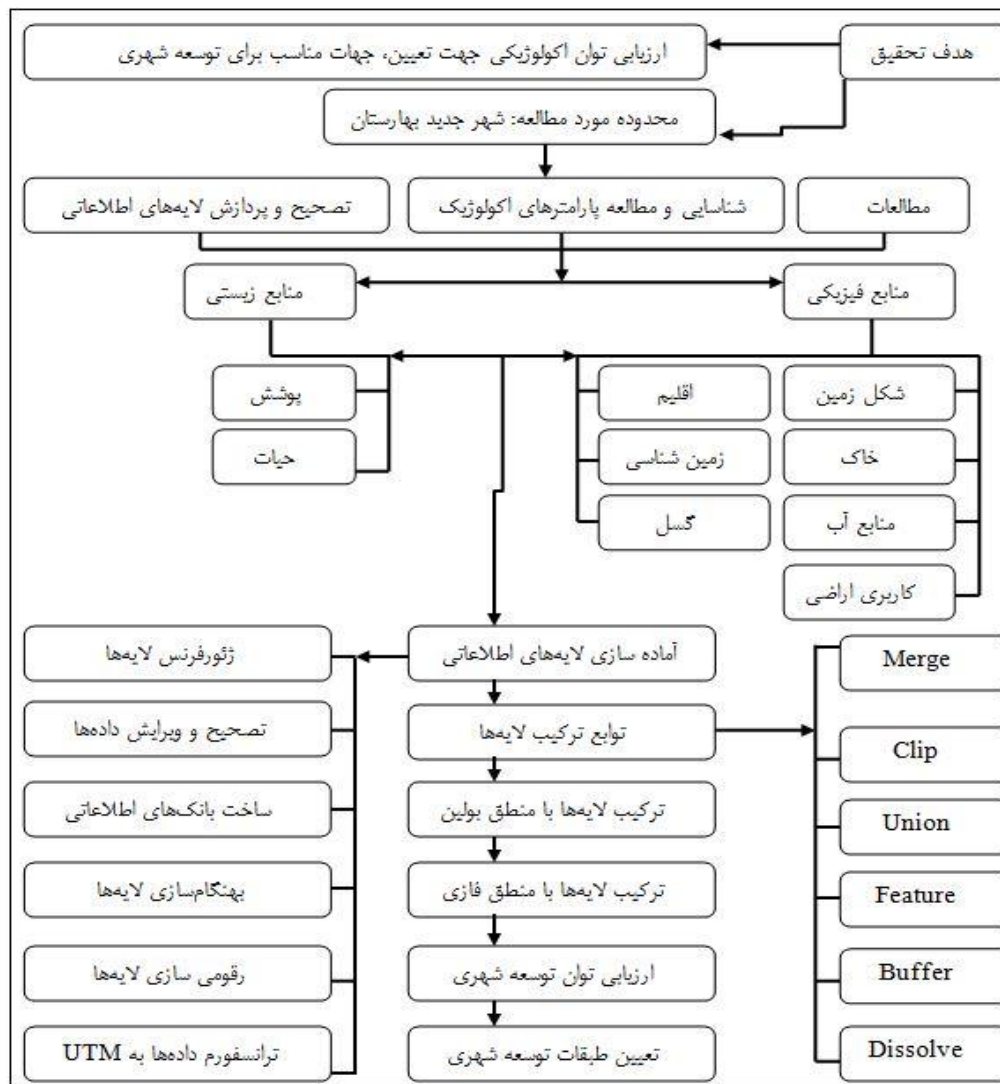 هدف تحقیق
ارزیابی توان اکولوژیکی جهت تعیین، جهات مناسب برای توسعه شهری
محدوده مورد مطالعه: شهر جدید بهارستان
مطالعات
شناسایی و مطالعه پارامترهای اکولوژیک
تصحیح و پردازش لایه‌های اطلاعاتی
منابع فیزیکی
منابع زیستی
شکل زمین
اقلیم
پوشش
خاک
زمین شناسی
حیات
منابع آب
گسل
کاربری اراضی
آماده سازی لایه‌های اطلاعاتی
ژئورفرنس لایه‌ها
Merge
توابع ترکیب لایه‌ها
تصحیح و ویرایش داده‌ها
Clip
ترکیب لایه‌ها با منطق بولین
ساخت بانک‌های اطلاعاتی
Union
ترکیب لایه‌ها با منطق فازی
بهنگام‌سازی لایه‌ها
Feature
ارزیابی توان توسعه شهری
رقومی سازی لایه‌ها
Buffer
تعیین طبقات توسعه شهری
ترانسفورم داده‌ها به UTM
Dissolve